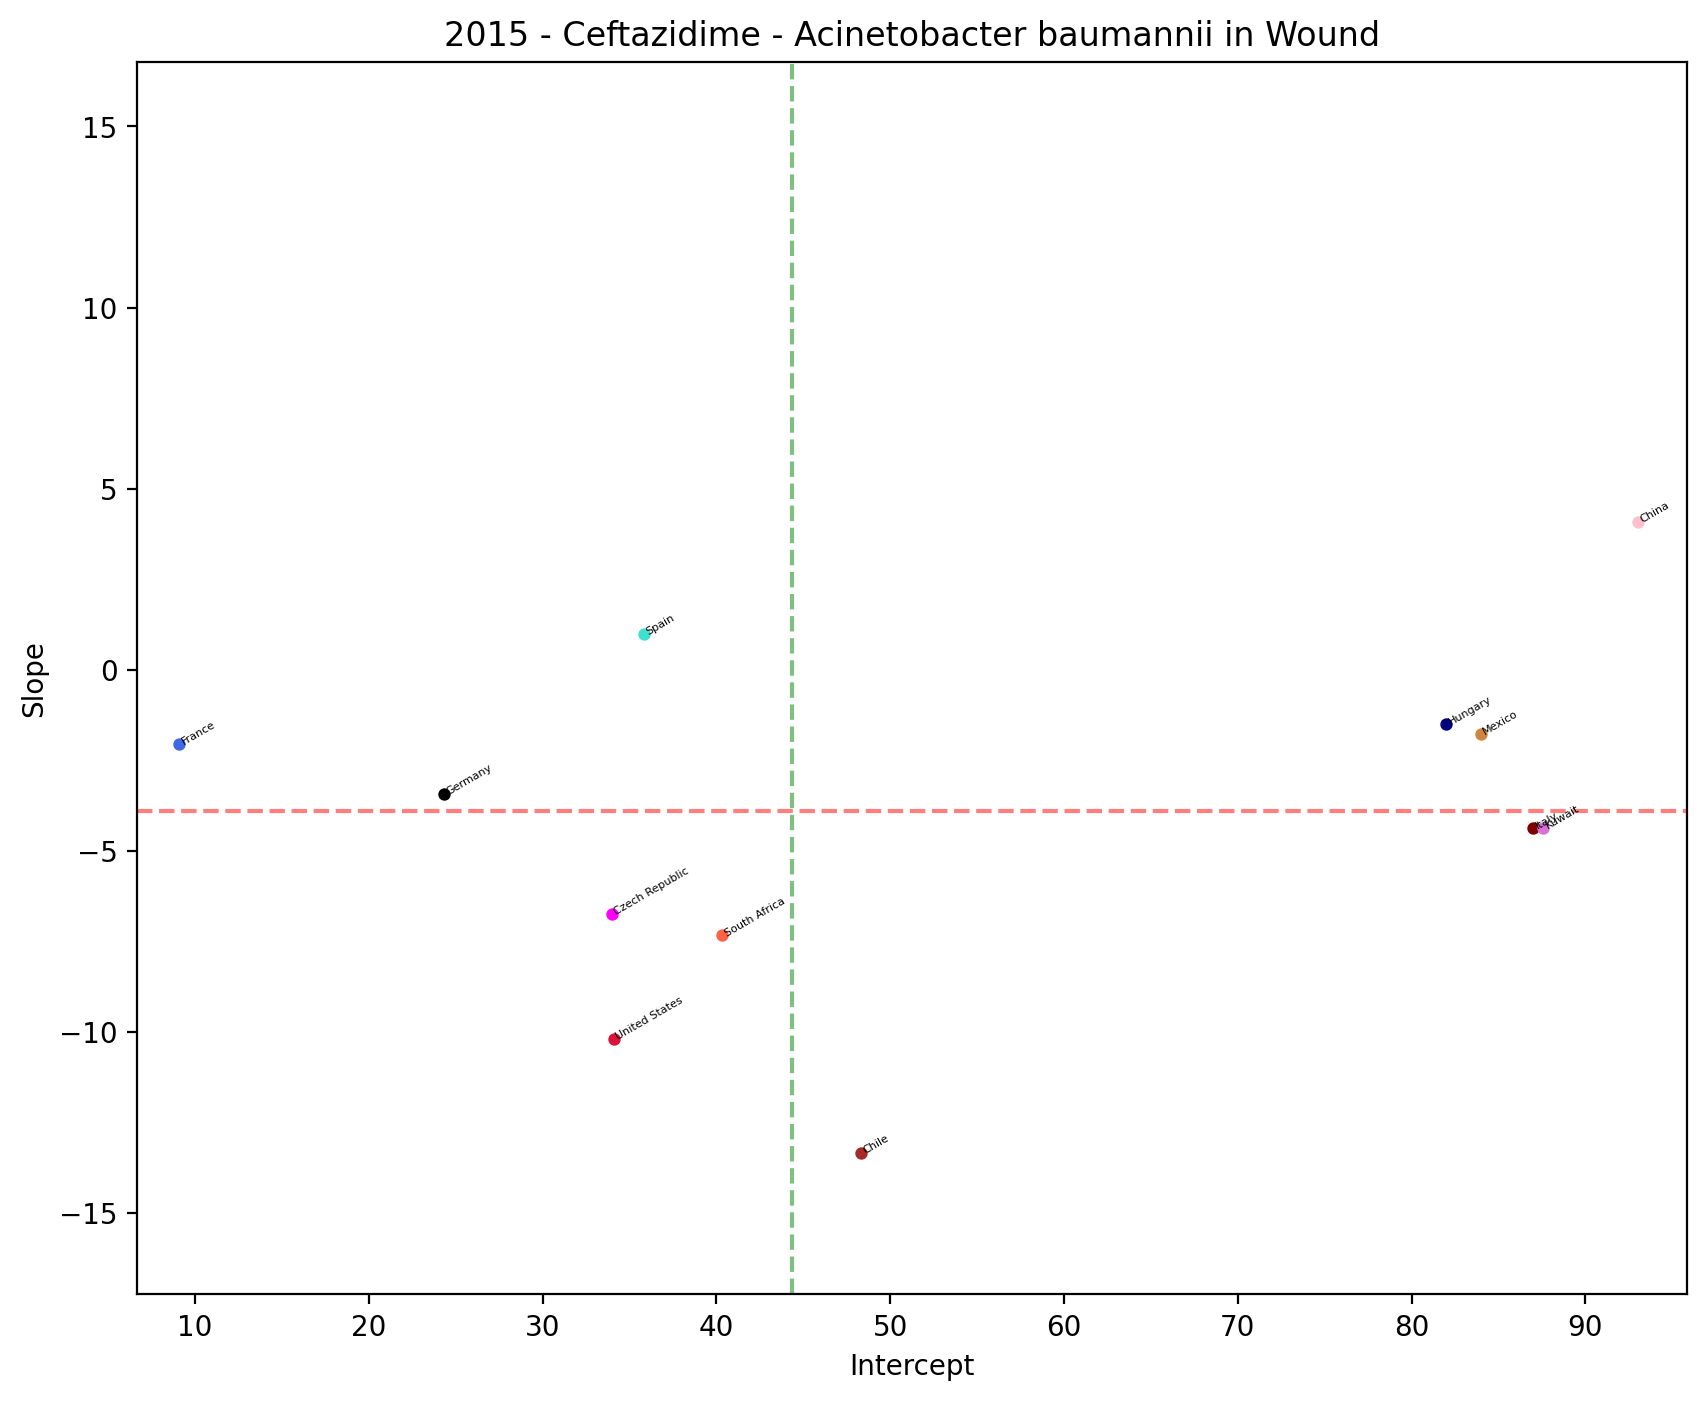 2015 - Ceftazidime - Acinetobacter baumannii in Wound
15
10
5
0
−5
−10
−15
Slope
China
Spain
Hungary
Mexico
France
Germany
Italy
Kuwait
Czech Republic
South Africa
United States
Chile
10
20
30
40
50
60
70
80
90
Intercept